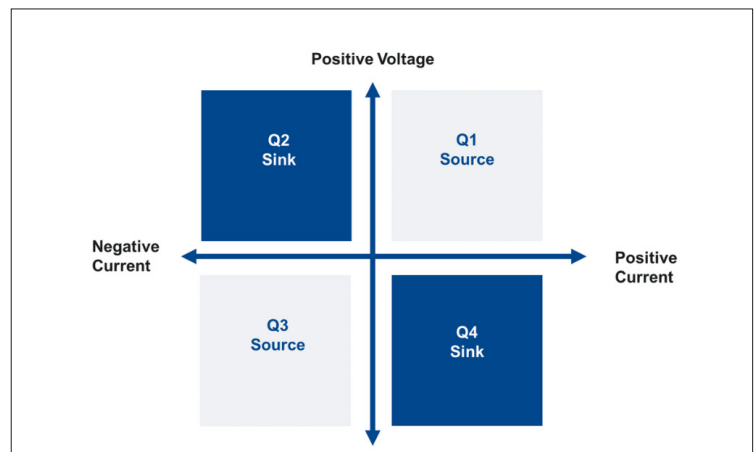 Positive Voltage
Q2
Sink
Q1
Source
Negative
Current
Positive
Current
Q3
Source
Q4
Sink